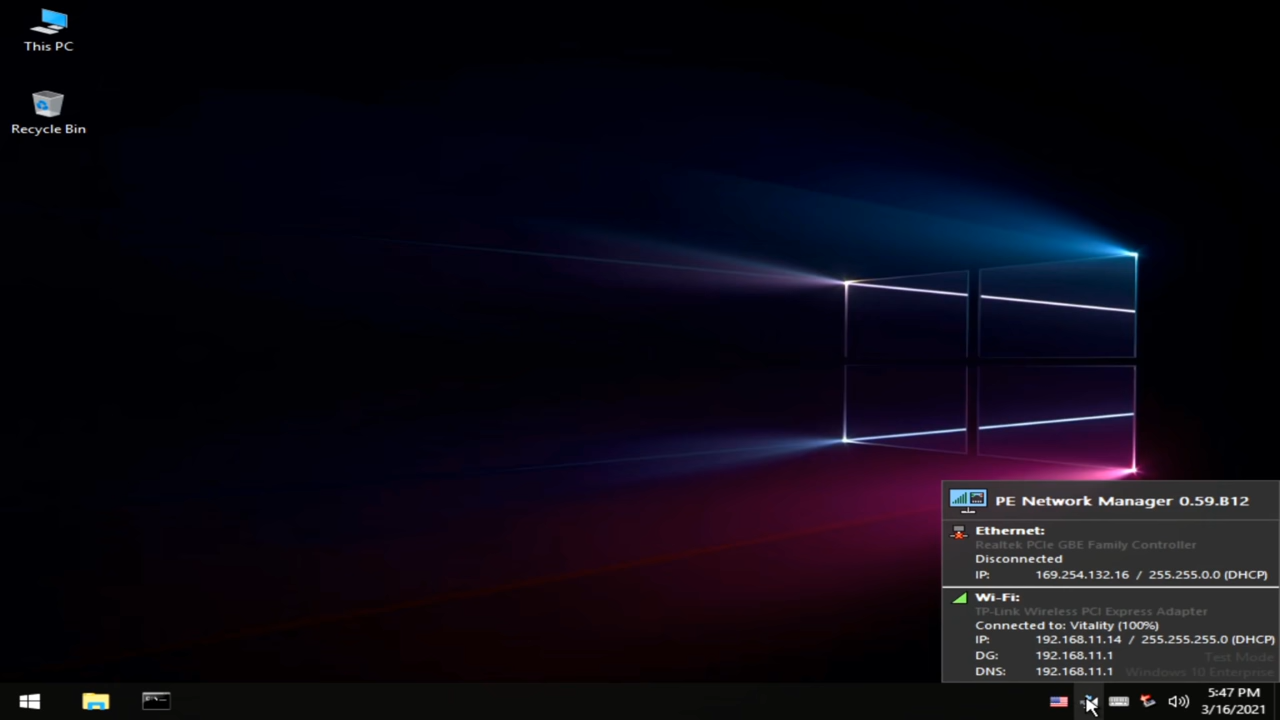 This PC
Recycle Bin
PE Network Manager 0.59.B12
Ethernet:
Realtek PCIe GBE Family Controller
Disconnected
IP: 169.254.132.16 / 255.255.0.0 (DHCP)
Wi-Fi:
TP-Link Wireless PCI Express Adapter
Connected to: Vitality (100%)
IP: 192.168.11.14 / 255.255.255.0 (DHCP)
DG: 192.168.11.1
Test Mode
DNS: 192.168.11.1
Windows 10 Enterprise
5:47 PM
3/16/2021